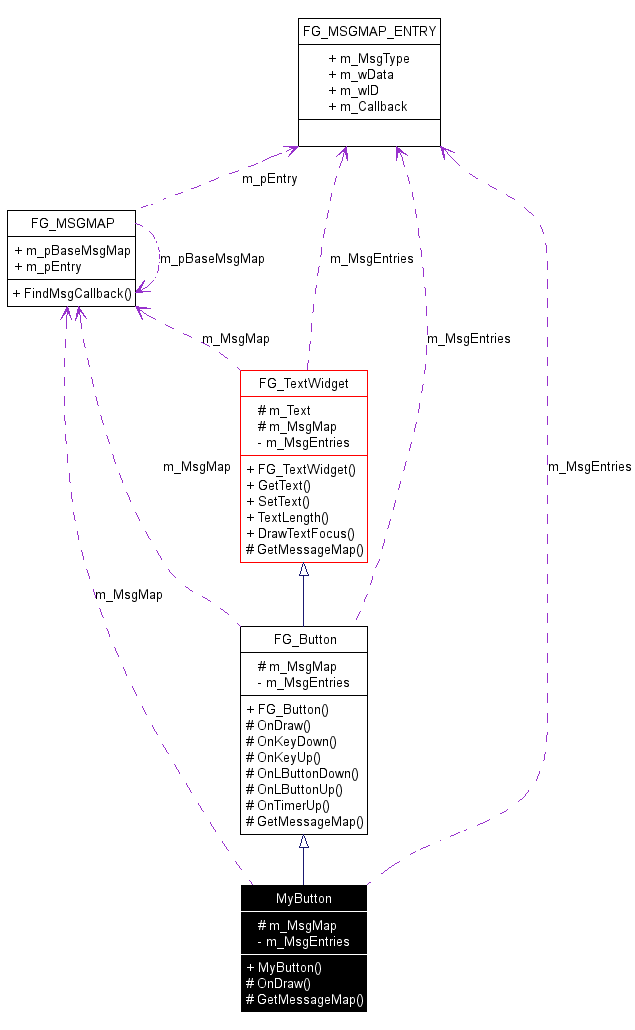 FG_MSGMAP_ENTRY
+ m_MsgType
+ m_wData
+ m_wID
+ m_Callback
m_pEntry
FG_MSGMAP
+ m_pBaseMsgMap
+ m_pEntry
+ FindMsgCallback()
m_pBaseMsgMap
m_MsgEntries
m_MsgMap
m_MsgEntries
FG_TextWidget
# m_Text
# m_MsgMap
- m_MsgEntries
+ FG_TextWidget()
+ GetText()
+ SetText()
+ TextLength()
+ DrawTextFocus()
# GetMessageMap()
m_MsgMap
m_MsgEntries
m_MsgMap
FG_Button
# m_MsgMap
- m_MsgEntries
+ FG_Button()
# OnDraw()
# OnKeyDown()
# OnKeyUp()
# OnLButtonDown()
# OnLButtonUp()
# OnTimerUp()
# GetMessageMap()
MyButton
# m_MsgMap
- m_MsgEntries
+ MyButton()
# OnDraw()
# GetMessageMap()